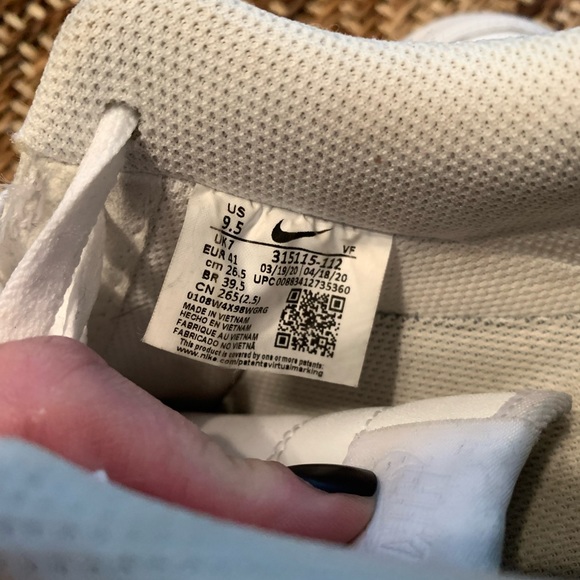 US
9.5
UK 7
EUR 41
cm 26.5
BR 39.5
CN 265(2.5)
VF
315115-112
03/19/20 04/18/20
UPC 00883412735360
0108W4X98WGRG
MADE IN VIETNAM
HECHO EN VIETNAM
FABRIQUE AU VIETNAM
FABRICADO NO VIETNÃ
This product is covered by one or more patents:
www.nike.com/patentsvirtualmarking